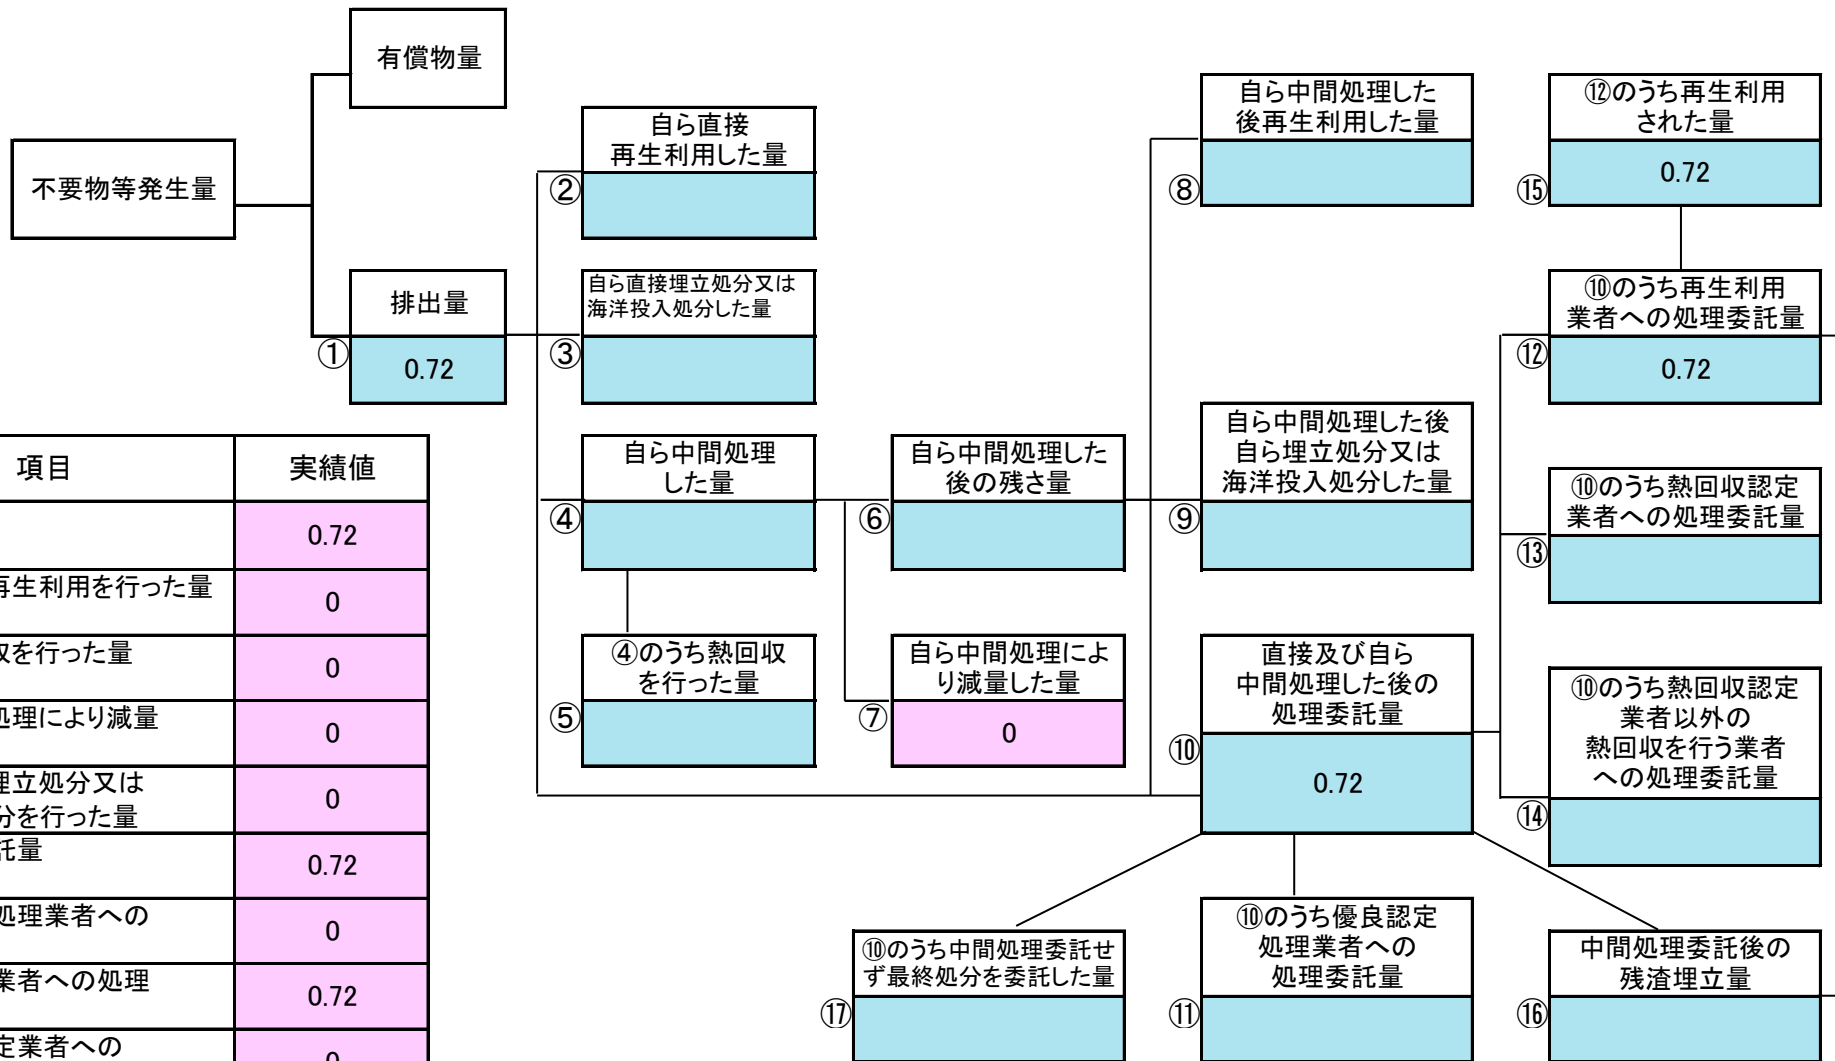 有償物量
不要物等発生量
排出量
①
0.72
自ら直接
再生利用した量
②
自ら直接埋立処分又は
海洋投入処分した量
③
自ら中間処理
した量
④
④のうち熱回収
を行った量
⑤
自ら中間処理した
後の残さ量
⑥
自ら中間処理によ
り減量した量
⑦
0
自ら中間処理した
後再生利用した量
⑧
自ら中間処理した後
自ら埋立処分又は
海洋投入処分した量
⑨
直接及び自ら
中間処理した後の
処理委託量
⑩
0.72
⑫のうち再生利用
された量
⑮
0.72
⑩のうち再生利用
業者への処理委託量
⑫
0.72
⑩のうち熱回収認定
業者への処理委託量
⑬
⑩のうち熱回収認定
業者以外の
熱回収を行う業者
への処理委託量
⑭
⑩のうち中間処理委託せ
ず最終処分を委託した量
⑰
⑩のうち優良認定
処理業者への
処理委託量
⑪
中間処理委託後の
残渣埋立量
⑯
項目 実績値
0.72
再生利用を行った量 0
を行った量 0
処理により減量 0
埋立処分又は
を行った量 0
託量 0.72
処理業者への 0
業者への処理 0.72
定業者への 0